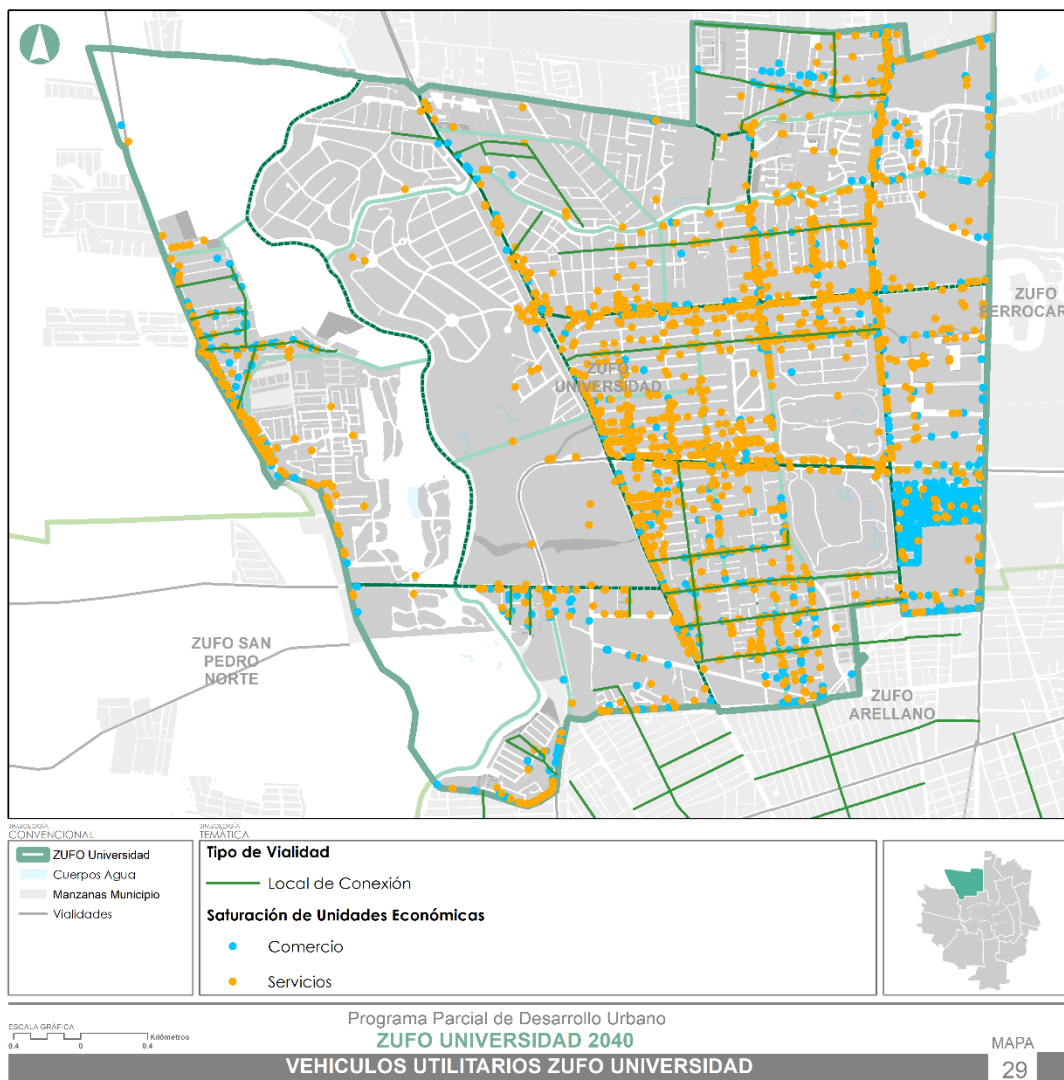 ZUFO
FERROCAR
ZUFO
UNIVERSIDAD
ZUFO SAN
PEDRO
NORTE
ZUFO
ARELLANO
SIMBOLOGÍA
CONVENCIONAL
ZUFO Universidad
Cuerpos Agua
Manzanas Municipio
Vialidades
SIMBOLOGÍA
TEMÁTICA
Tipo de Vialidad
Local de Conexión
Saturación de Unidades Económicas
Comercio
Servicios
ESCALA GRÁFICA
0.4 0 0.4 Kilómetros
Programa Parcial de Desarrollo Urbano
ZUFO UNIVERSIDAD 2040
VEHICULOS UTILITARIOS ZUFO UNIVERSIDAD
MAPA
29